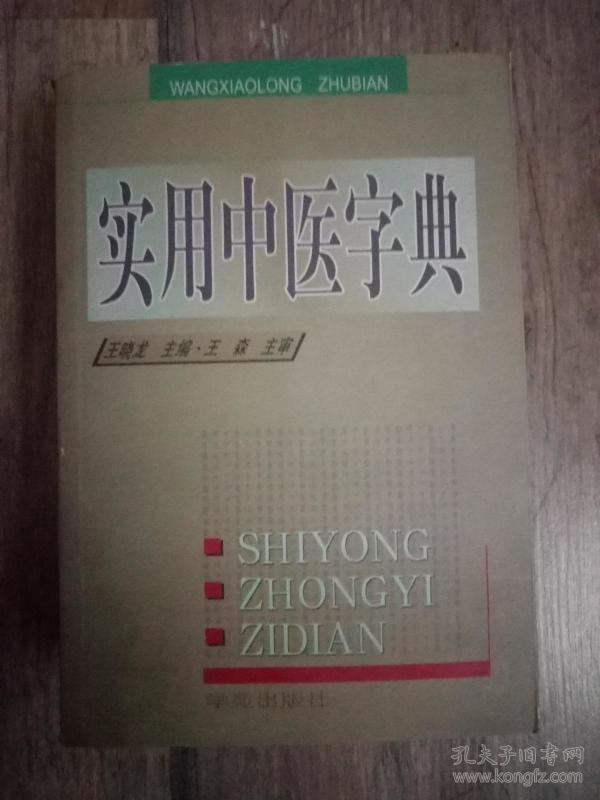 WANGXIAOLONG ZHUBIAN
实用中医字典
王晓龙 主编·王 森 主审
SHIYONG
ZHONGYI
ZIDIAN
学苑出版社
孔夫子旧书网
www.kongfz.com